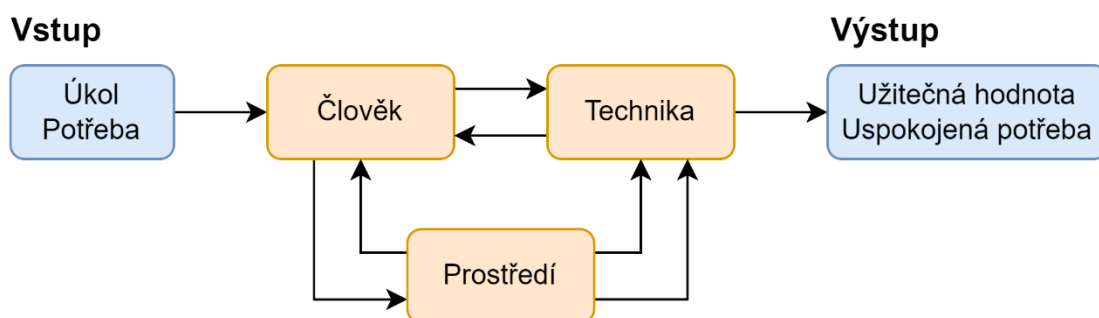 Vstup
Výstup
Úkol
Potřeba
Člověk
Technika
Užitečná hodnota
Uspokojená potřeba
Prostředí